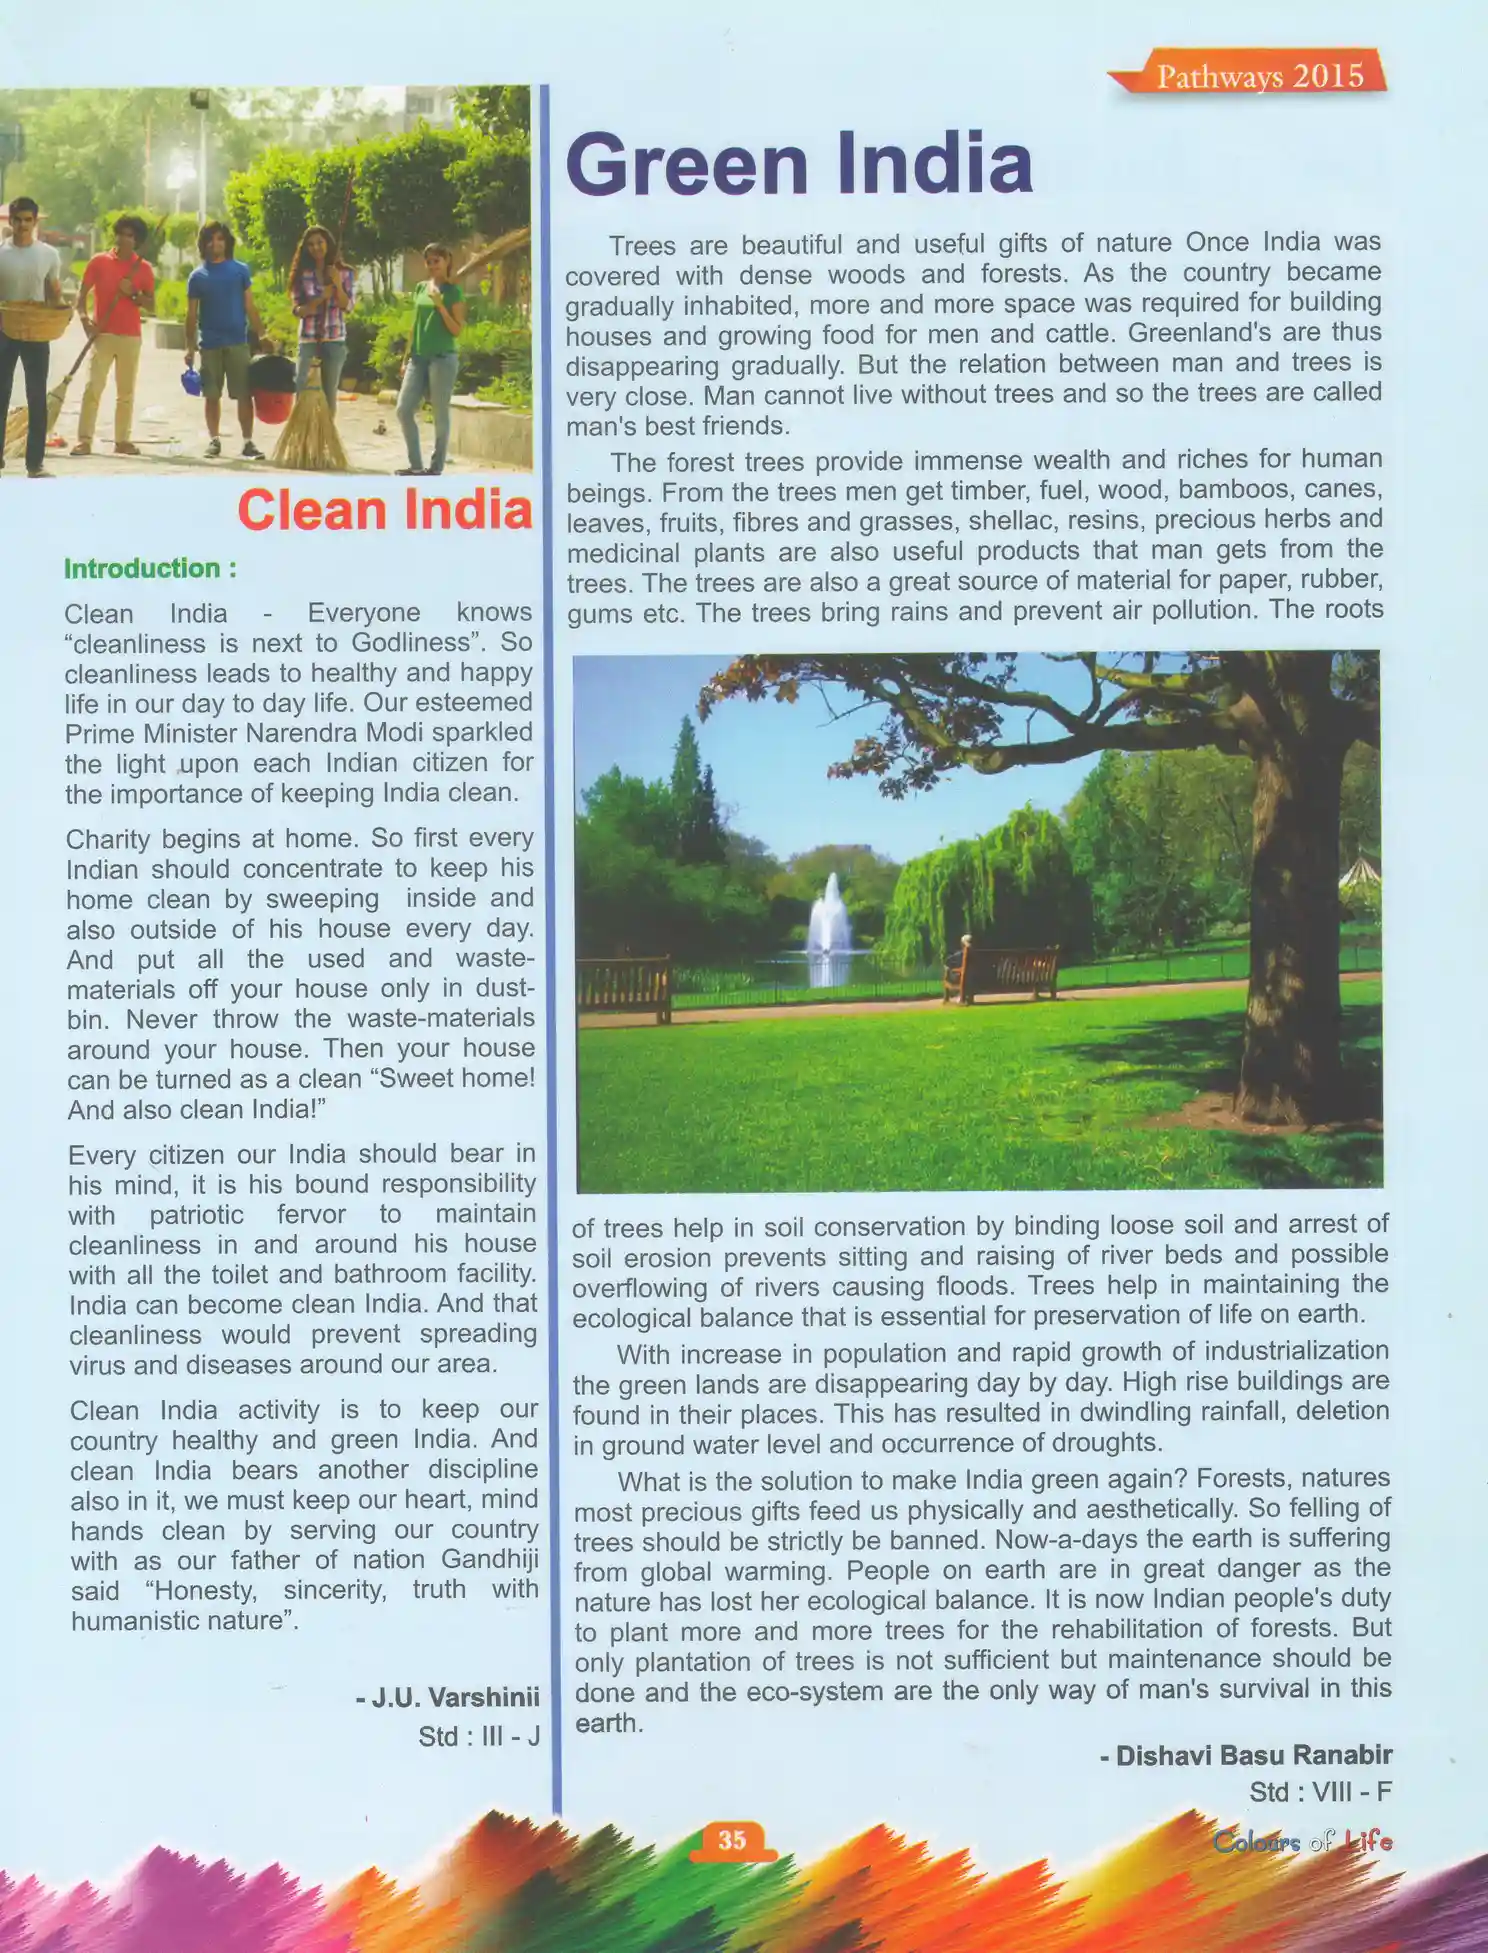 Pathways 2015
Clean India
Introduction :
Clean India - Everyone knows
“cleanliness is next to Godliness”. So
cleanliness leads to healthy and happy
life in our day to day life. Our esteemed
Prime Minister Narendra Modi sparkled
the light upon each Indian citizen for
the importance of keeping India clean.
Charity begins at home. So first every
Indian should concentrate to keep his
home clean by sweeping inside and
also outside of his house every day.
And put all the used and waste-
materials off your house only in dust-
bin. Never throw the waste-materials
around your house. Then your house
can be turned as a clean “Sweet home!
And also clean India!”
Every citizen our India should bear in
his mind, it is his bound responsibility
with patriotic fervor to maintain
cleanliness in and around his house
with all the toilet and bathroom facility.
India can become clean India. And that
cleanliness would prevent spreading
virus and diseases around our area.
Clean India activity is to keep our
country healthy and green India. And
clean India bears another discipline
also in it, we must keep our heart, mind
hands clean by serving our country
with as our father of nation Gandhiji
said “Honesty, sincerity, truth with
humanistic nature”.
- J.U. Varshinii
Std : III - J
Green India
Trees are beautiful and useful gifts of nature Once India was
covered with dense woods and forests. As the country became
gradually inhabited, more and more space was required for building
houses and growing food for men and cattle. Greenland's are thus
disappearing gradually. But the relation between man and trees is
very close. Man cannot live without trees and so the trees are called
man's best friends.
The forest trees provide immense wealth and riches for human
beings. From the trees men get timber, fuel, wood, bamboos, canes,
leaves, fruits, fibres and grasses, shellac, resins, precious herbs and
medicinal plants are also useful products that man gets from the
trees. The trees are also a great source of material for paper, rubber,
gums etc. The trees bring rains and prevent air pollution. The roots
of trees help in soil conservation by binding loose soil and arrest of
soil erosion prevents sitting and raising of river beds and possible
overflowing of rivers causing floods. Trees help in maintaining the
ecological balance that is essential for preservation of life on earth.
With increase in population and rapid growth of industrialization
the green lands are disappearing day by day. High rise buildings are
found in their places. This has resulted in dwindling rainfall, deletion
in ground water level and occurrence of droughts.
What is the solution to make India green again? Forests, natures
most precious gifts feed us physically and aesthetically. So felling of
trees should be strictly be banned. Now-a-days the earth is suffering
from global warming. People on earth are in great danger as the
nature has lost her ecological balance. It is now Indian people's duty
to plant more and more trees for the rehabilitation of forests. But
only plantation of trees is not sufficient but maintenance should be
done and the eco-system are the only way of man's survival in this
earth.
- Dishavi Basu Ranabir
Std : VIII - F
35
Colours of Life